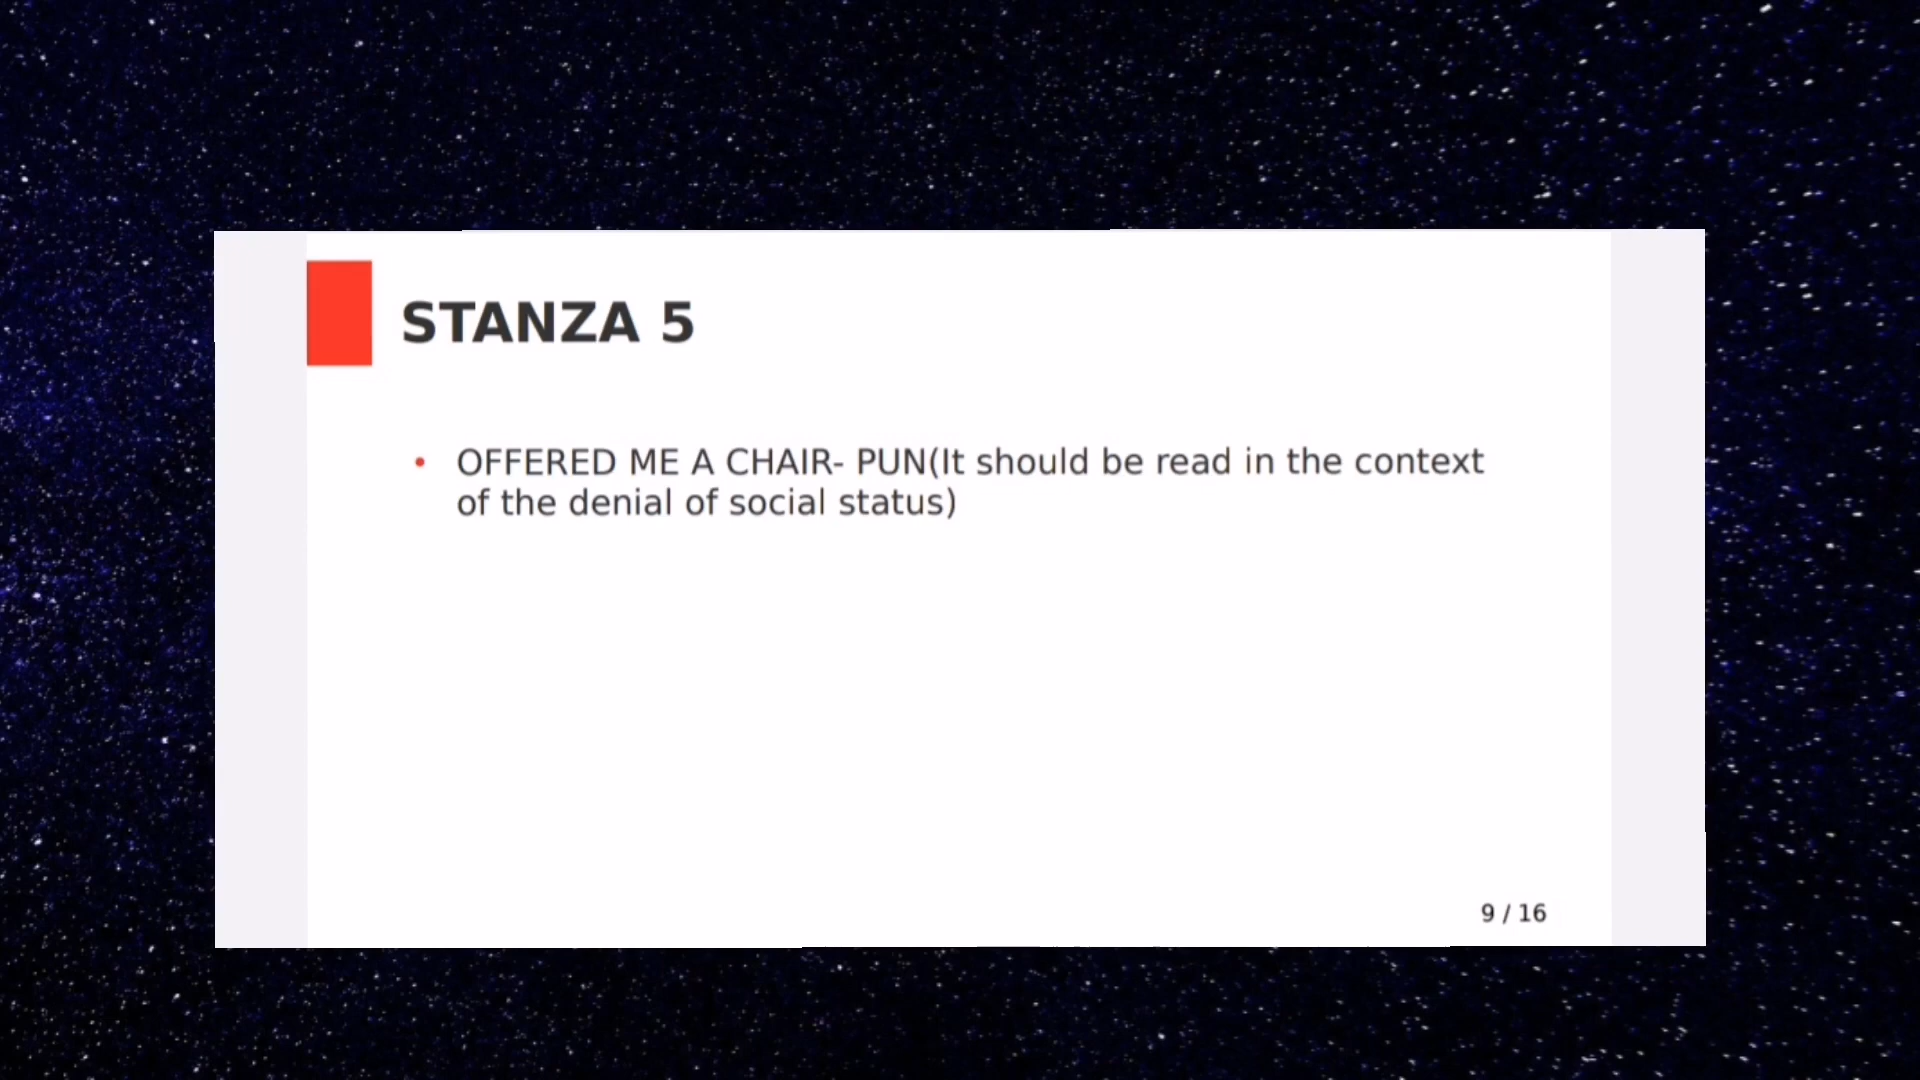 STANZA 5
• OFFERED ME A CHAIR- PUN(It should be read in the context
of the denial of social status)
9 / 16